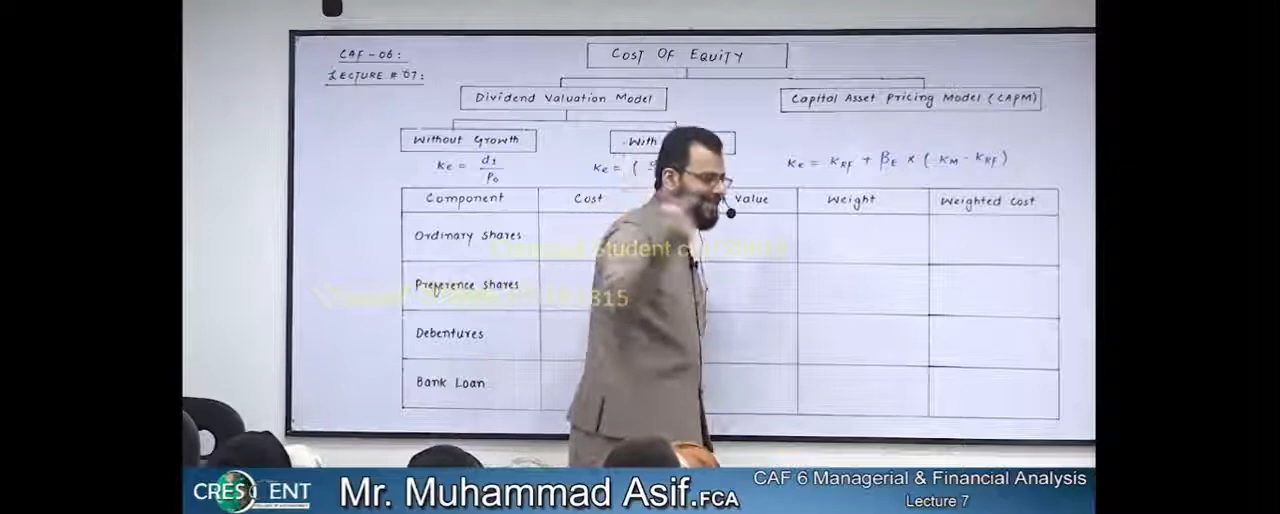 CAF - 06:
LECTURE # 07:
COST OF EQUITY
Dividend Valuation Model
Capital Asset Pricing Model (CAPM)
Without Growth
With
Ke = d1 / P0
Ke = (
Ke = KRF + βE × (KM - KRF)
Component Cost Value Weight Weighted Cost
Ordinary Shares
Preference Shares
Debentures
Bank Loan
Student
CRESCENT
Mr. Muhammad Asif.FCA
CAF 6 Managerial & Financial Analysis
Lecture 7